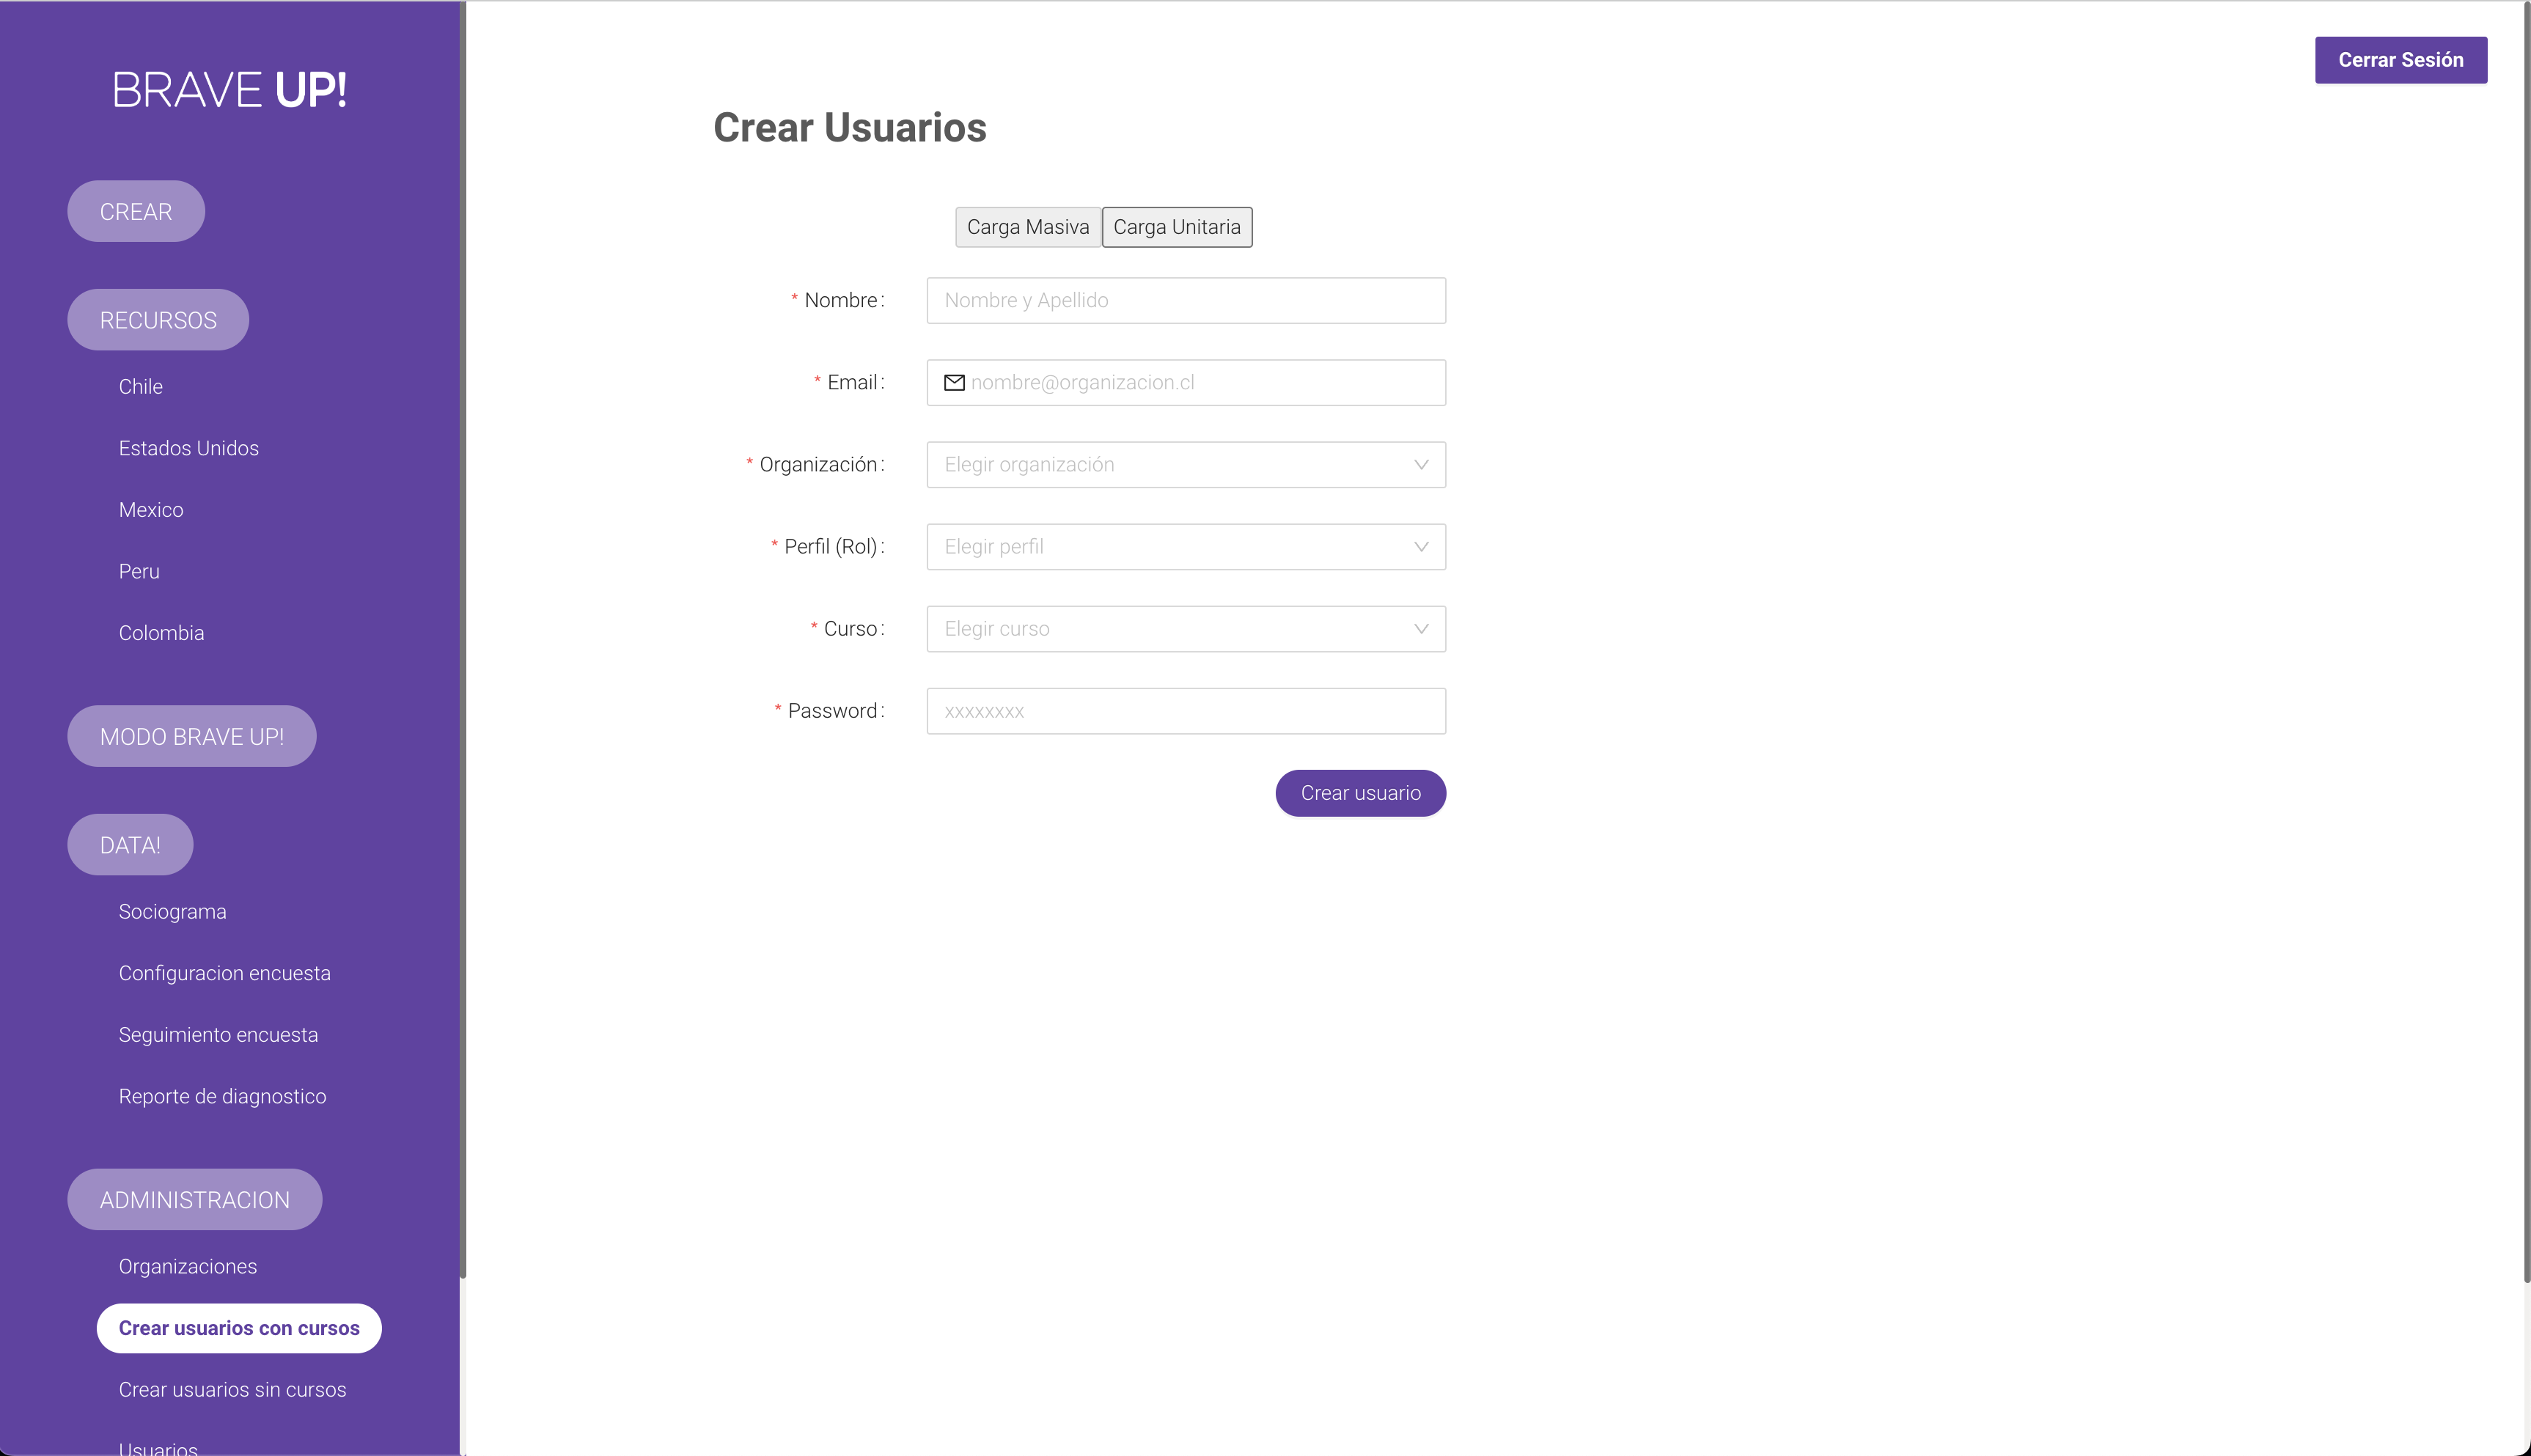 BRAVE UP!
CREAR
RECURSOS
Chile
Estados Unidos
Mexico
Peru
Colombia
MODO BRAVE UP!
DATA!
Sociograma
Configuracion encuesta
Seguimiento encuesta
Reporte de diagnostico
ADMINISTRACION
Organizaciones
Crear usuarios con cursos
Crear usuarios sin cursos
Usuarios
Cerrar Sesión
Crear Usuarios
Carga Masiva Carga Unitaria
* Nombre: Nombre y Apellido
* Email: nombre@organizacion.cl
* Organización: Elegir organización
* Perfil (Rol): Elegir perfil
* Curso: Elegir curso
* Password: xxxxxxxx
Crear usuario